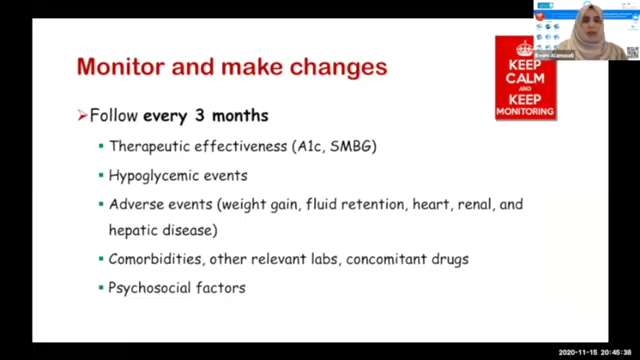 Monitor and make changes
KEEP
CALM
AND
KEEP
MONITORING
Follow every 3 months
Therapeutic effectiveness (A1c, SMBG)
Hypoglycemic events
Adverse events (weight gain, fluid retention, heart, renal, and
hepatic disease)
Comorbidities, other relevant labs, concomitant drugs
Psychosocial factors
2020-11-15 20:45:36